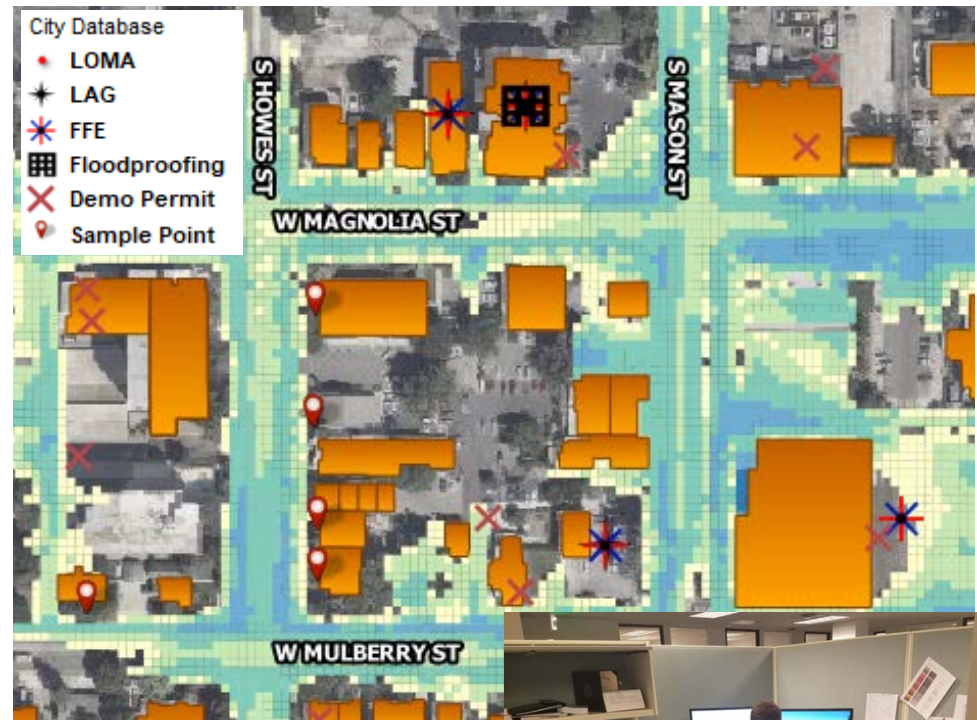 City Database
LOMA
LAG
FFE
Floodproofing
Demo Permit
Sample Point
S HOWES ST
S MASON ST
W MAGNOLIA ST
W MULBERRY ST